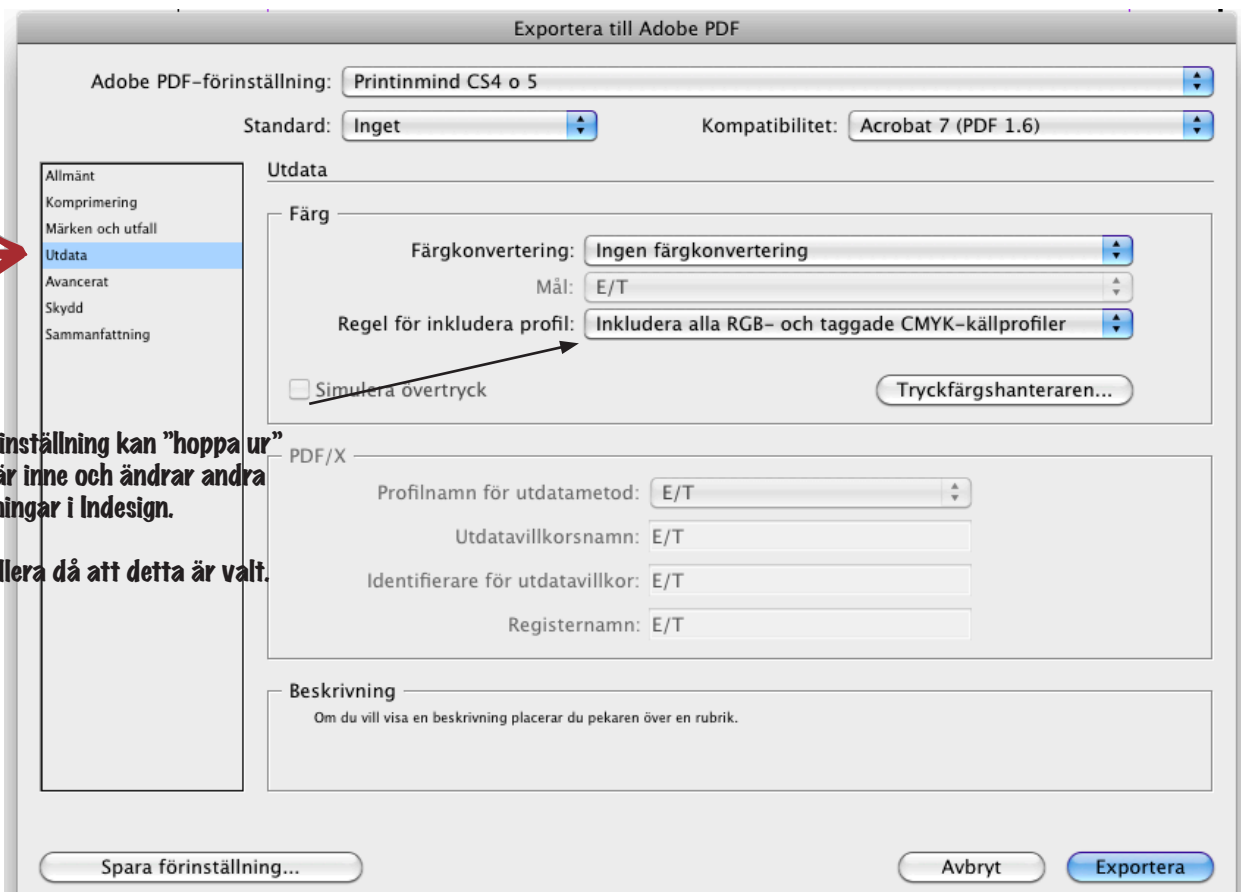 Exportera till Adobe PDF
Adobe PDF-förinställning: Printinmind CS4 o 5
Standard: Inget Kompatibilitet: Acrobat 7 (PDF 1.6)
Allmänt
Komprimering
Märken och utfall
Utdata
Avancerat
Skydd
Sammanfattning
Utdata
Färg
Färgkonvertering: Ingen färgkonvertering
Mål: E/T
Regel för inkludera profil: Inkludera alla RGB- och taggade CMYK-källprofiler
Simulera övertryck Tryckfärgshanteraren...
inställning kan "hoppa ur"
är inne och ändrar andra
ningar i Indesign.
llera då att detta är valt.
PDF/X
Profilnamn för utdatametod: E/T
Utdatavillkorsnamn: E/T
Identifierare för utdatavillkor: E/T
Registernamn: E/T
Beskrivning
Om du vill visa en beskrivning placerar du pekaren över en rubrik.
Spara förinställning... Avbryt Exportera